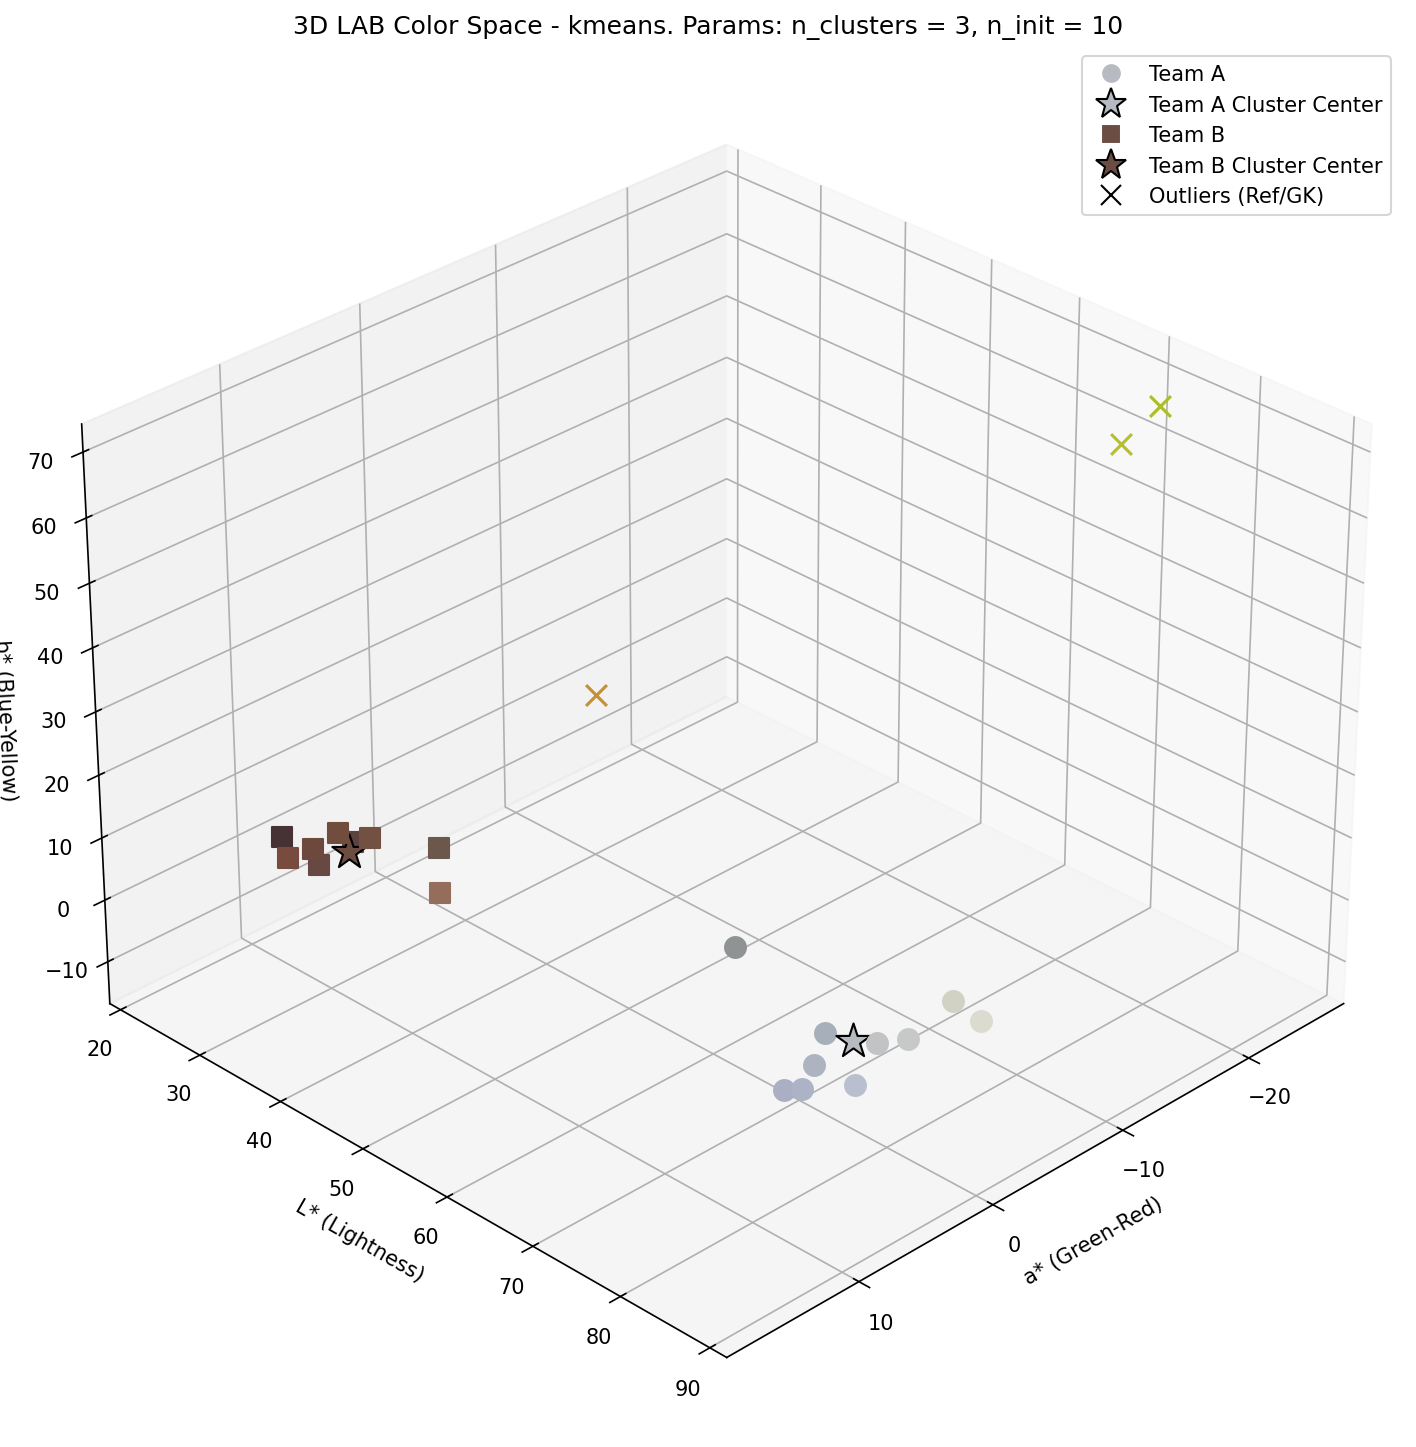 3D LAB Color Space - kmeans. Params: n_clusters = 3, n_init = 10
Team A
Team A Cluster Center
Team B
Team B Cluster Center
Outliers (Ref/GK)
70
60
50
40
30
20
10
0
−10
b* (Blue-Yellow)
20
30
40
50
60
70
80
90
L* (Lightness)
−20
−10
0
10
a* (Green-Red)